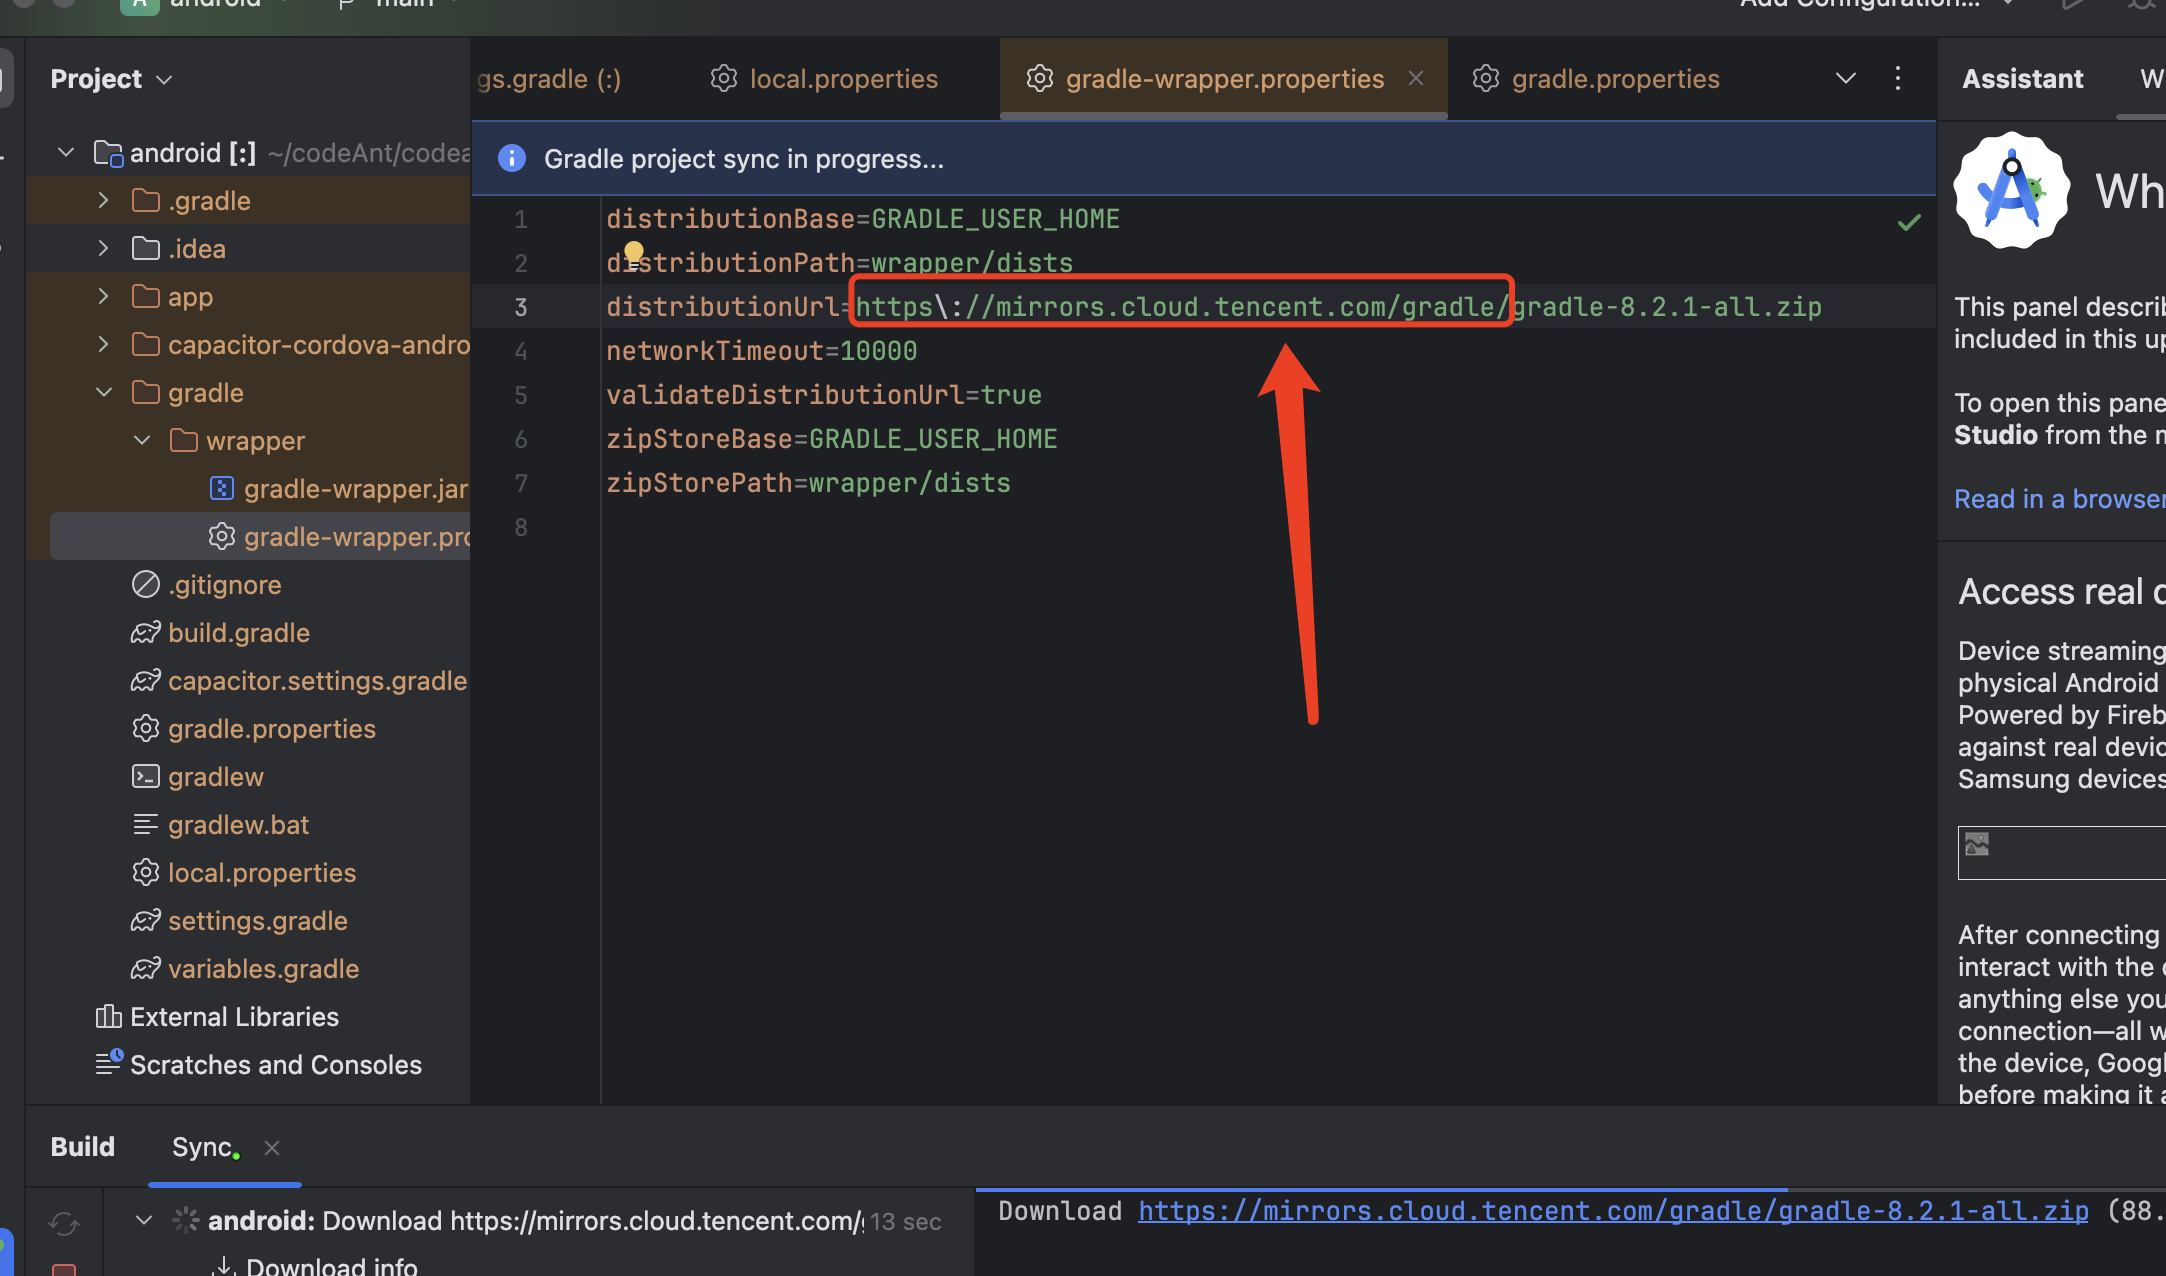 A android main Add Configuration...
Project
gs.gradle (:) local.properties gradle-wrapper.properties gradle.properties
Assistant
android [:] ~/codeAnt/codea
.gradle
.idea
app
capacitor-cordova-andro
gradle
wrapper
gradle-wrapper.jar
gradle-wrapper.pro
.gitignore
build.gradle
capacitor.settings.gradle
gradle.properties
gradlew
gradlew.bat
local.properties
settings.gradle
variables.gradle
External Libraries
Scratches and Consoles
Gradle project sync in progress...
1 distributionBase=GRADLE_USER_HOME
2 distributionPath=wrapper/dists
3 distributionUrl=https\://mirrors.cloud.tencent.com/gradle/gradle-8.2.1-all.zip
4 networkTimeout=10000
5 validateDistributionUrl=true
6 zipStoreBase=GRADLE_USER_HOME
7 zipStorePath=wrapper/dists
8
Wh
This panel describ
included in this up
To open this pane
Studio from the m
Read in a browser
Access real d
Device streaming
physical Android
Powered by Fireb
against real devic
Samsung devices
After connecting
interact with the d
anything else you
connection—all w
the device, Googl
before making it a
Build Sync
android: Download https://mirrors.cloud.tencent.com/g 13 sec
Download info
Download https://mirrors.cloud.tencent.com/gradle/gradle-8.2.1-all.zip (88.